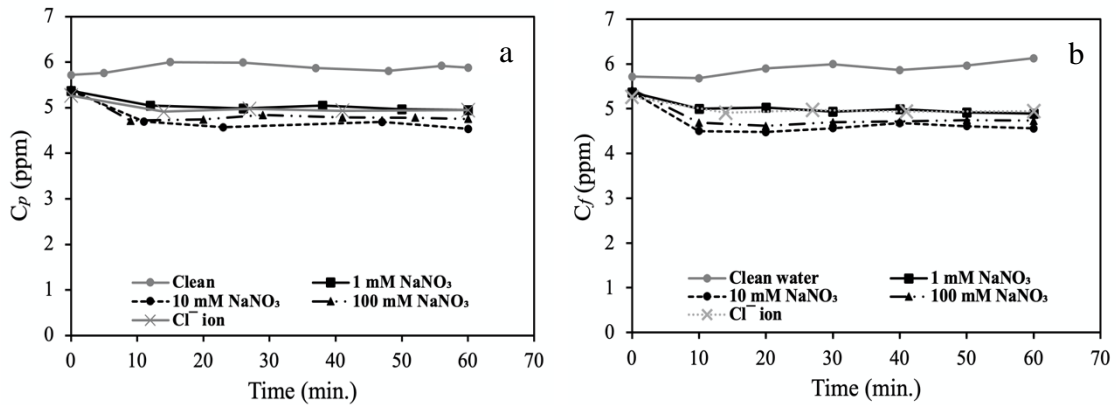 7
6
5
4
3
2
1
0
C𝑝 (ppm)
a
Clean
1 mM NaNO₃
10 mM NaNO₃
100 mM NaNO₃
Cl⁻ ion
0 10 20 30 40 50 60 70
Time (min.)
7
6
5
4
3
2
1
0
C𝑓 (ppm)
b
Clean water
1 mM NaNO₃
10 mM NaNO₃
100 mM NaNO₃
Cl⁻ ion
0 10 20 30 40 50 60 70
Time (min.)